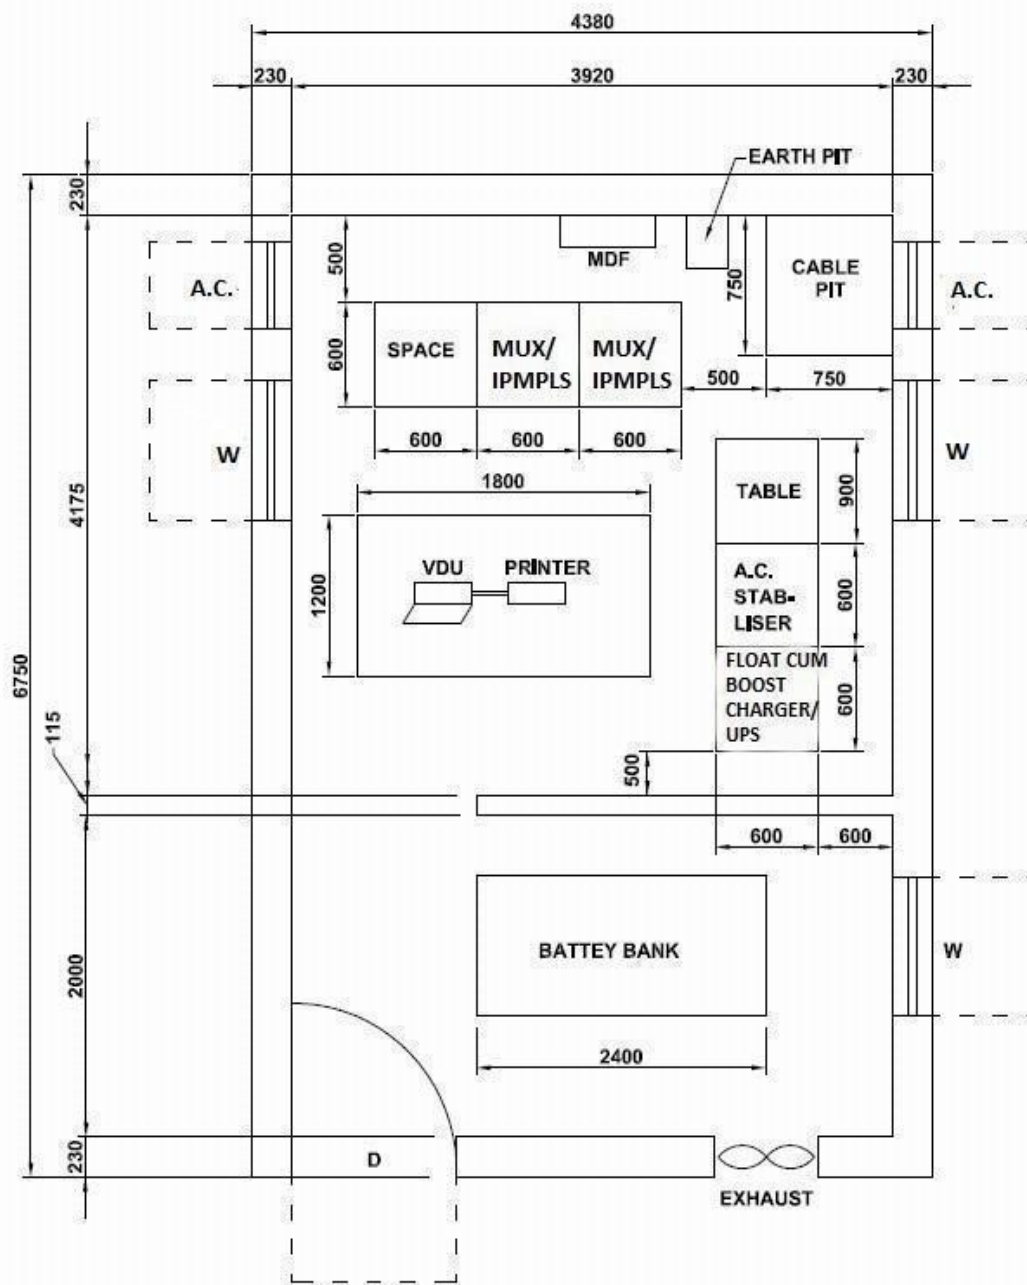 4380
230
3920
230
EARTH PIT
230
MDF
500
750
CABLE
PIT
A.C.
A.C.
600
SPACE
MUX/
IPMPLS
MUX/
IPMPLS
500
750
600
600
600
W
W
1800
TABLE
900
4175
1200
VDU
PRINTER
A.C.
STAB-
LISER
600
6750
FLOAT CUM
BOOST
CHARGER/
UPS
600
115
500
600
600
2000
BATTEY BANK
W
2400
230
D
EXHAUST